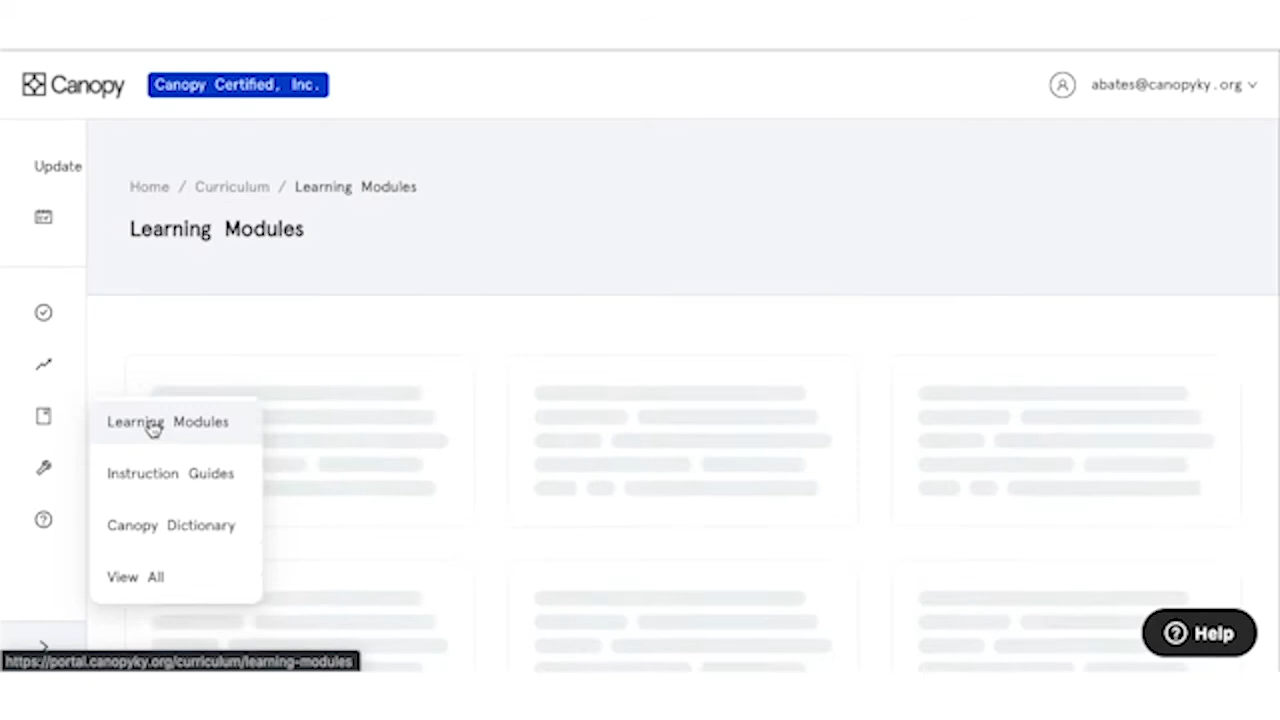 Canopy
Canopy Certified, Inc.
abates@canopyky.org
Update
Home / Curriculum / Learning Modules
Learning Modules
Learning Modules
Instruction Guides
Canopy Dictionary
View All
Help
https://portal.canopyky.org/curriculum/learning-modules